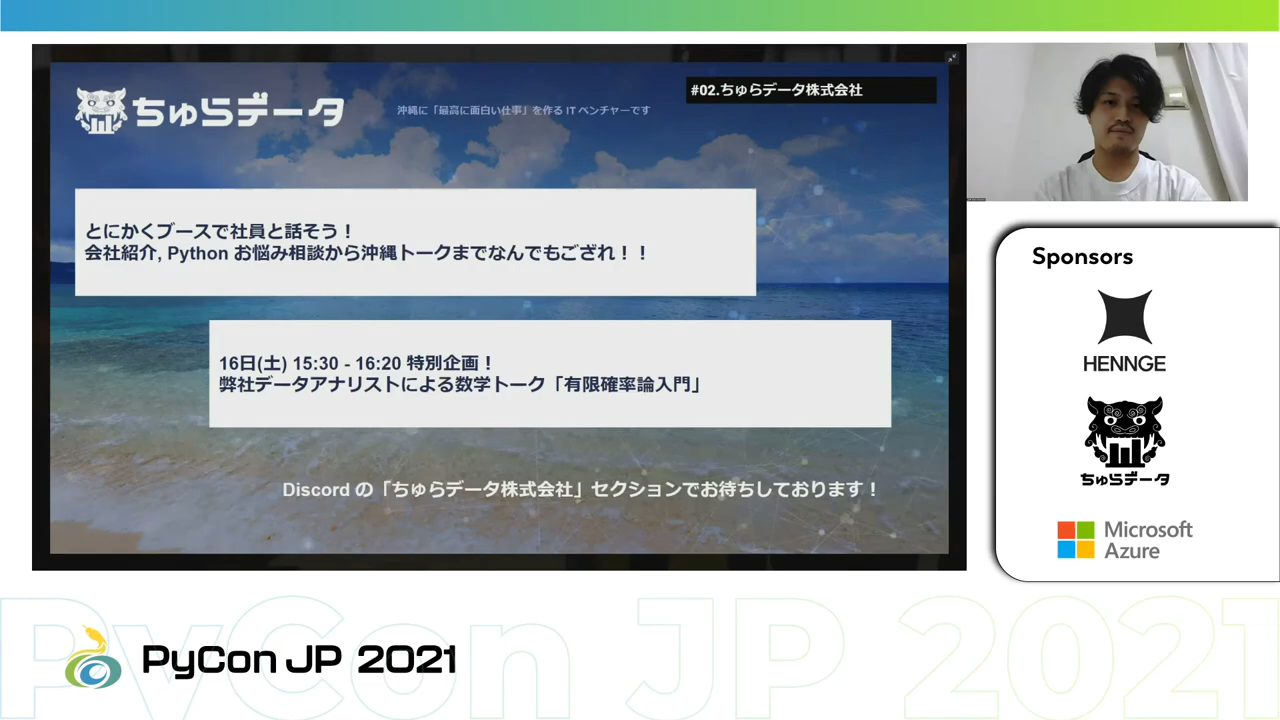 ちゅらデータ
沖縄に「最高に面白い仕事」を作る ITベンチャーです
#02.ちゅらデータ株式会社
とにかくブースで社員と話そう！
会社紹介, Python お悩み相談から沖縄トークまでなんでもござれ！！
16日(土) 15:30 - 16:20 特別企画！
弊社データアナリストによる数学トーク「有限確率論入門」
Discord の「ちゅらデータ株式会社」セクションでお待ちしております！
Sponsors
HENNGE
ちゅらデータ
Microsoft
Azure
PyCon JP 2021
PyCon JP 2021